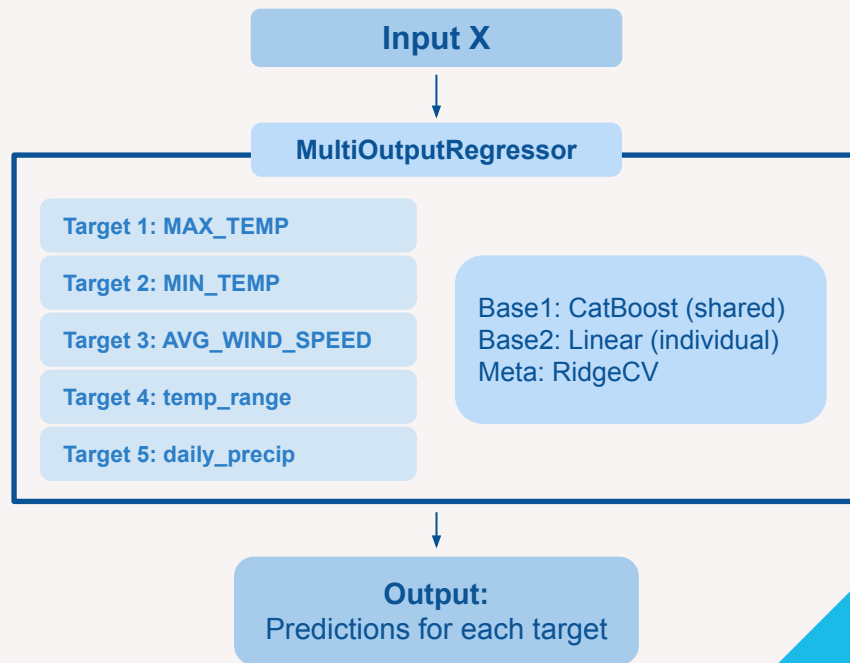 Input X
MultiOutputRegressor
Target 1: MAX_TEMP
Target 2: MIN_TEMP
Target 3: AVG_WIND_SPEED
Target 4: temp_range
Target 5: daily_precip
Base1: CatBoost (shared)
Base2: Linear (individual)
Meta: RidgeCV
Output:
Predictions for each target